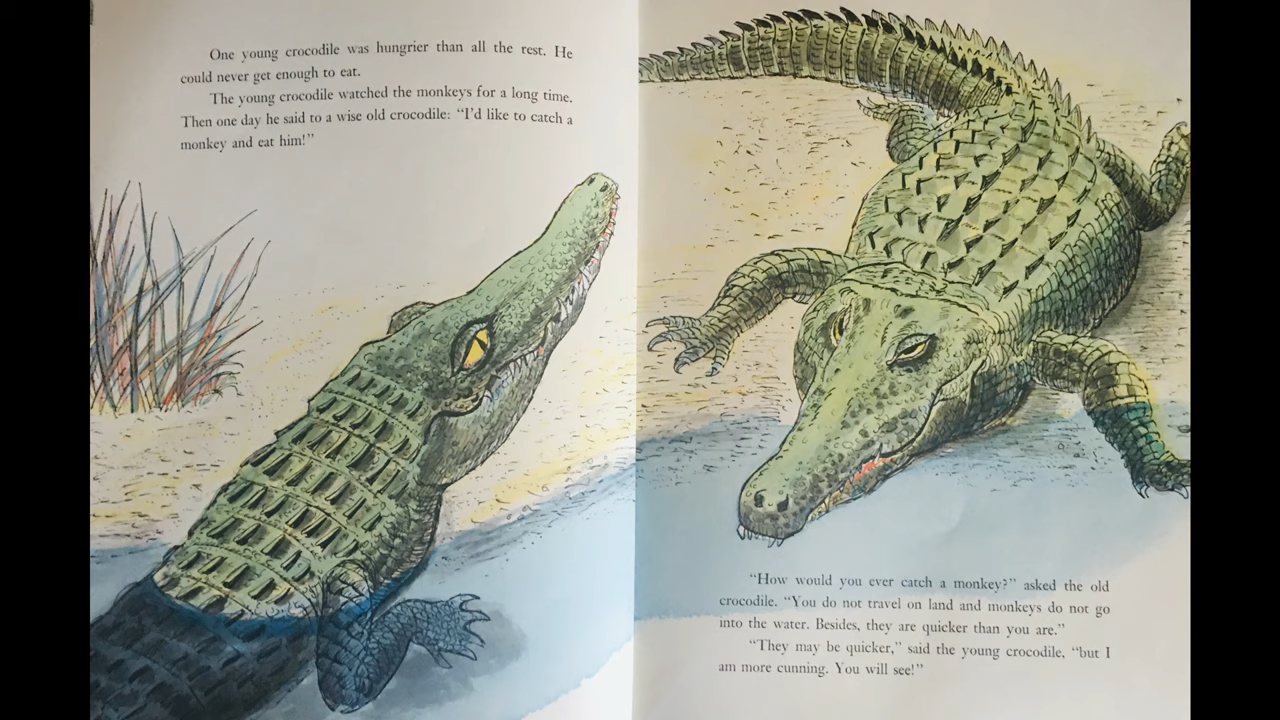 One young crocodile was hungrier than all the rest. He
could never get enough to eat.
The young crocodile watched the monkeys for a long time.
Then one day he said to a wise old crocodile: “I’d like to catch a
monkey and eat him!”
“How would you ever catch a monkey?” asked the old
crocodile. “You do not travel on land and monkeys do not go
into the water. Besides, they are quicker than you are.”
“They may be quicker,” said the young crocodile, “but I
am more cunning. You will see!”